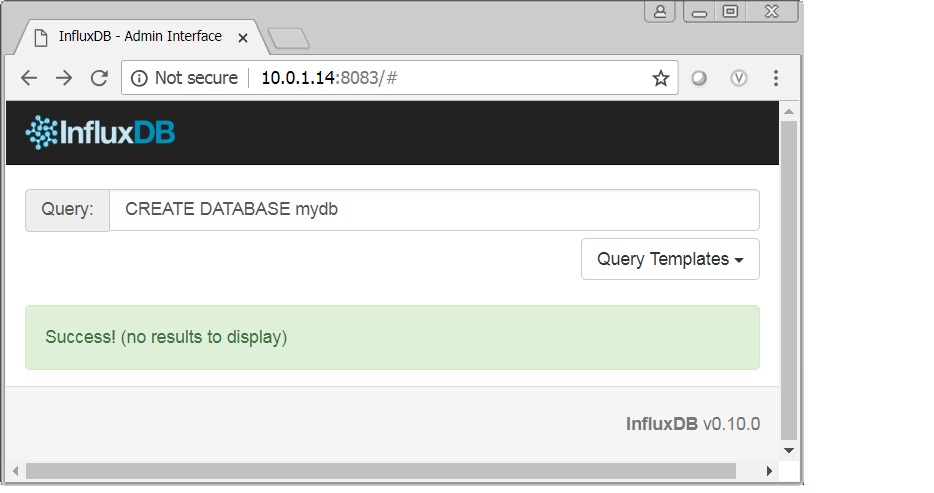 InfluxDB - Admin Interface
Not secure 10.0.1.14:8083/#
InfluxDB
Query: CREATE DATABASE mydb
Query Templates
Success! (no results to display)
InfluxDB v0.10.0